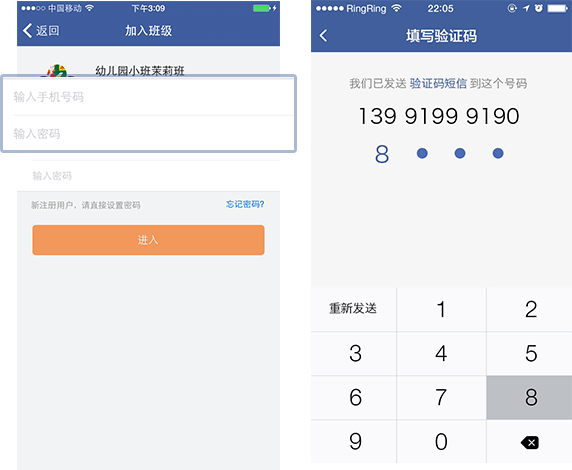 中国移动 下午3:09
返回 加入班级
幼儿园小班茉莉班
输入手机号码
输入密码
输入密码
新注册用户，请直接设置密码 忘记密码?
进入
RingRing 22:05
填写验证码
我们已发送 验证码短信 到这个号码
139 9199 9190
8
重新发送 1 2
3 4 5
6 7 8
9 0